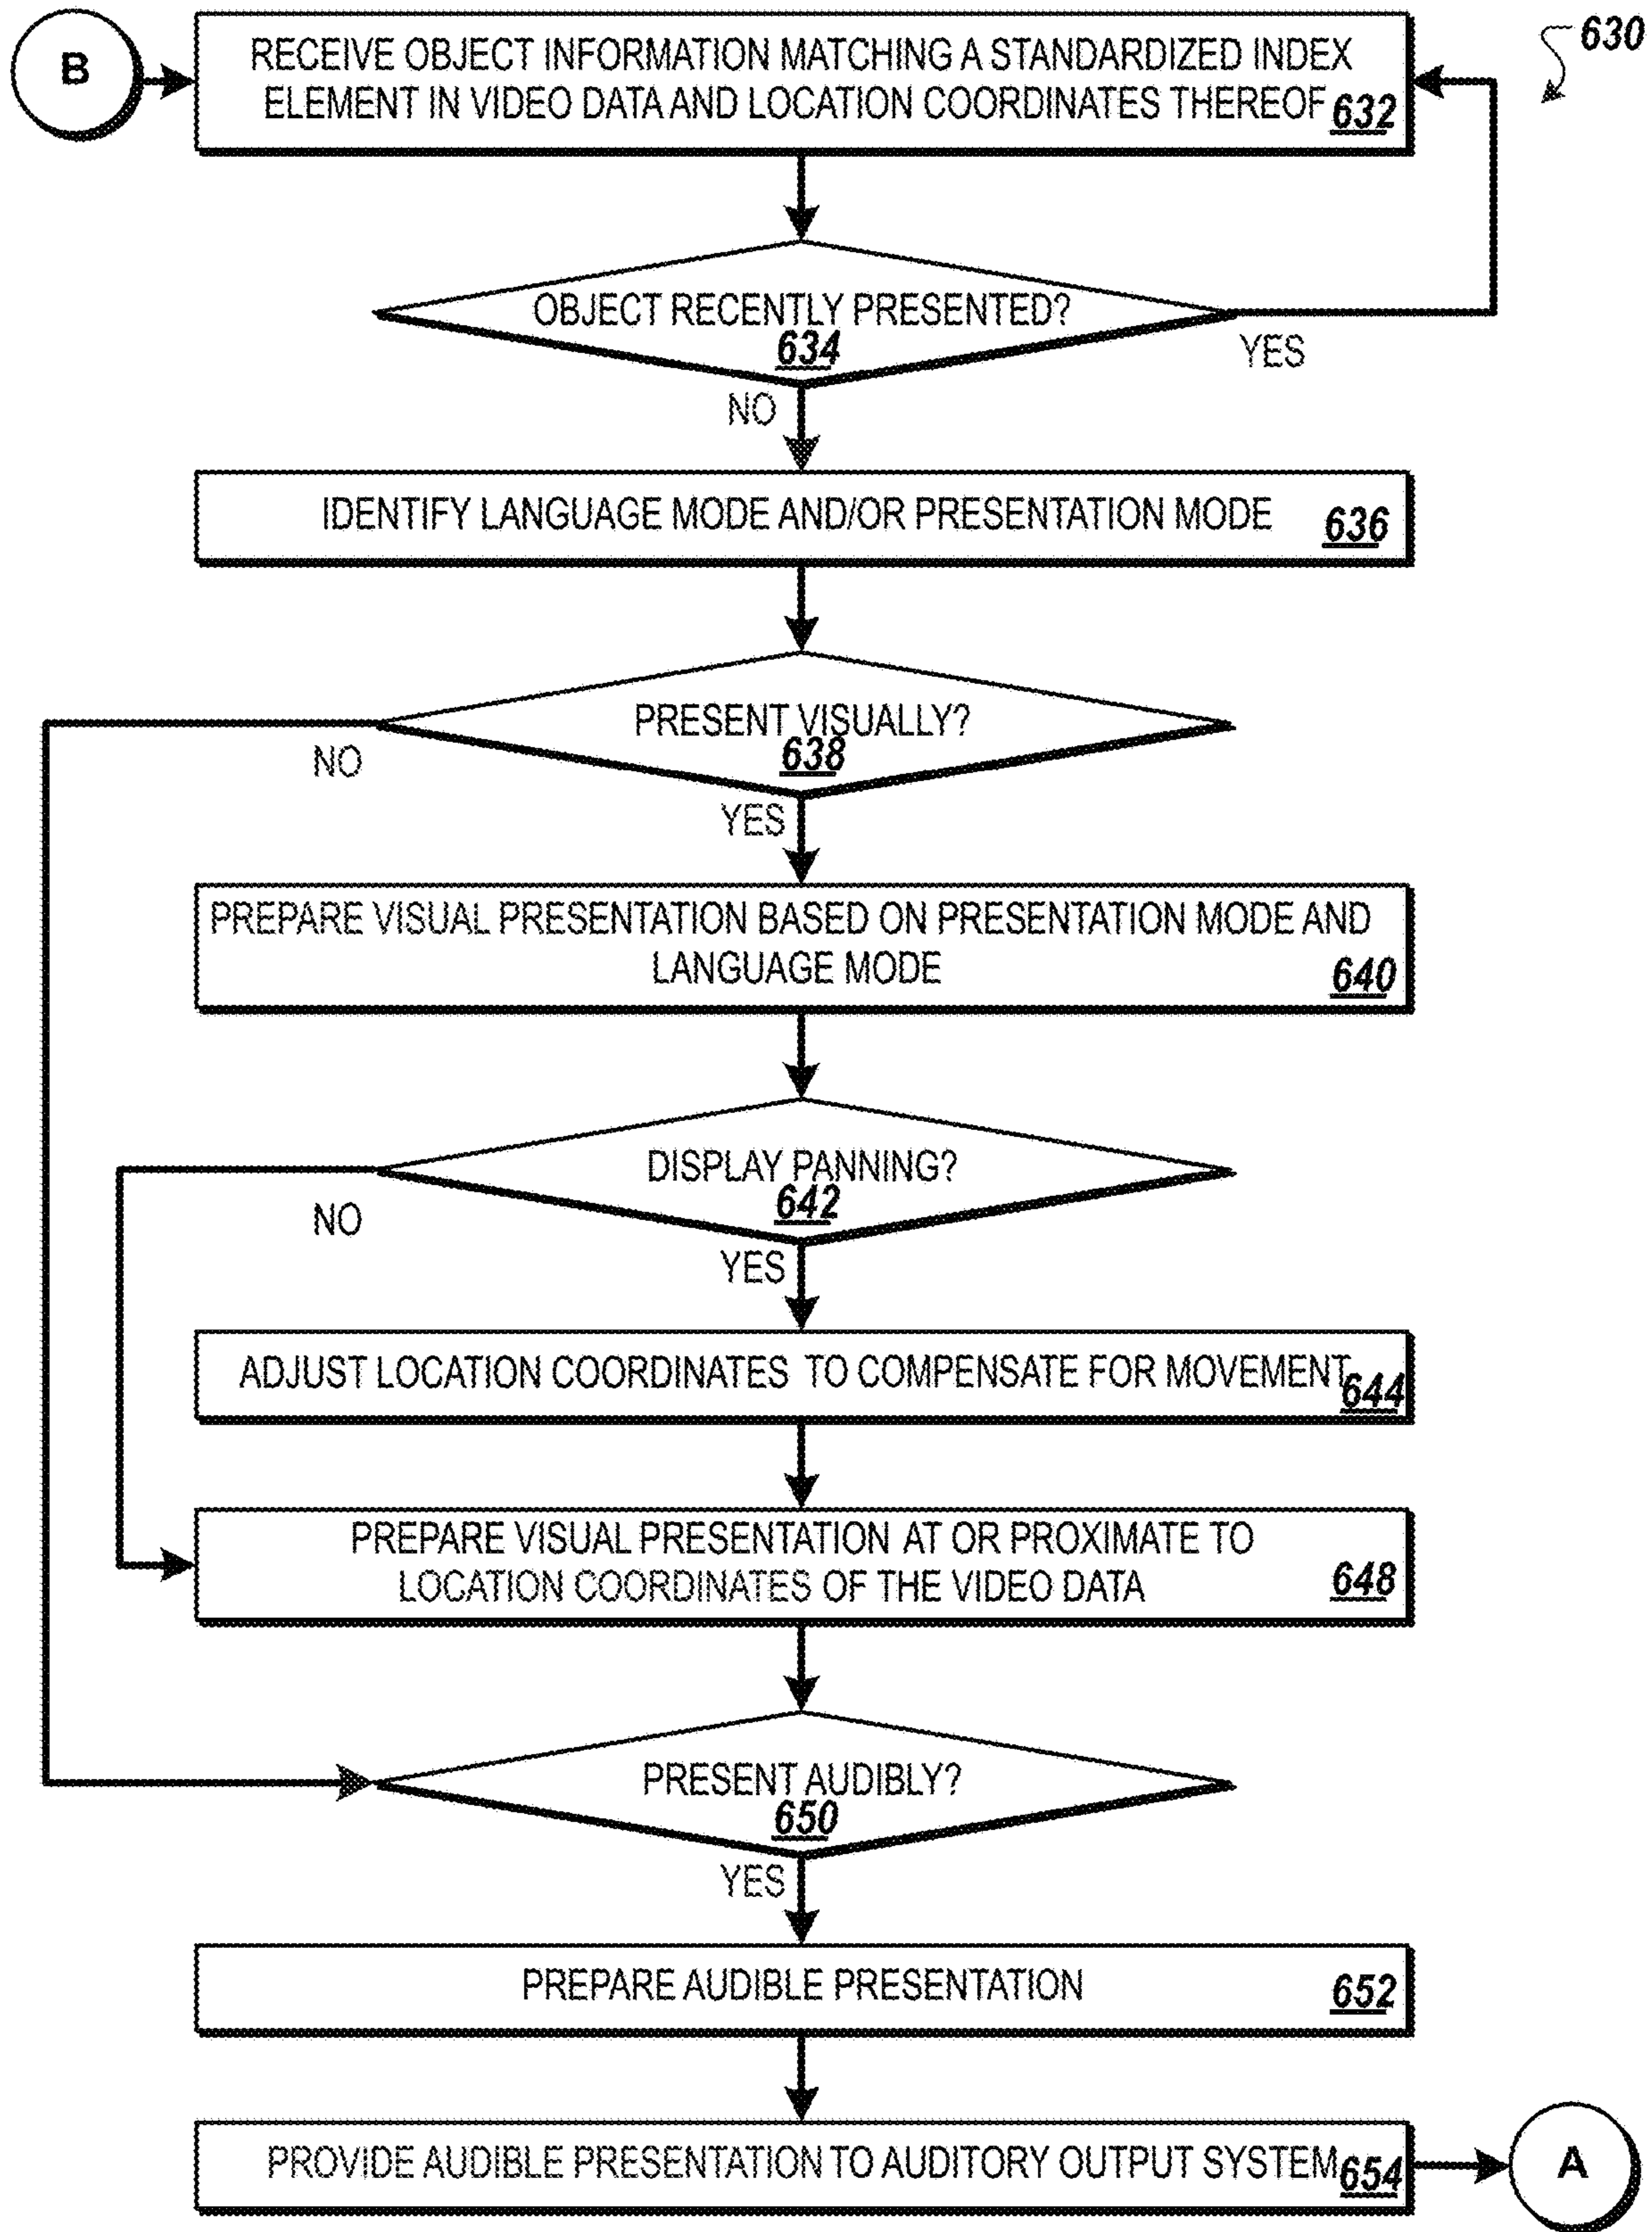 B
630
RECEIVE OBJECT INFORMATION MATCHING A STANDARDIZED INDEX
ELEMENT IN VIDEO DATA AND LOCATION COORDINATES THEREOF 632
OBJECT RECENTLY PRESENTED?
634
YES
NO
IDENTIFY LANGUAGE MODE AND/OR PRESENTATION MODE 636
PRESENT VISUALLY?
638
NO
YES
PREPARE VISUAL PRESENTATION BASED ON PRESENTATION MODE AND
LANGUAGE MODE 640
DISPLAY PANNING?
642
NO
YES
ADJUST LOCATION COORDINATES TO COMPENSATE FOR MOVEMENT 644
PREPARE VISUAL PRESENTATION AT OR PROXIMATE TO
LOCATION COORDINATES OF THE VIDEO DATA 648
PRESENT AUDIBLY?
650
YES
PREPARE AUDIBLE PRESENTATION 652
PROVIDE AUDIBLE PRESENTATION TO AUDITORY OUTPUT SYSTEM 654
A